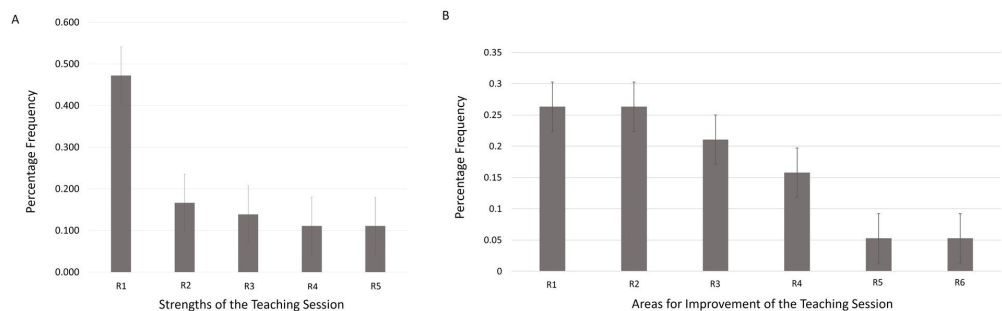 A
Percentage Frequency
0.600
0.500
0.400
0.300
0.200
0.100
0.000
R1 R2 R3 R4 R5
Strengths of the Teaching Session
B
Percentage Frequency
0.35
0.3
0.25
0.2
0.15
0.1
0.05
0
R1 R2 R3 R4 R5 R6
Areas for Improvement of the Teaching Session